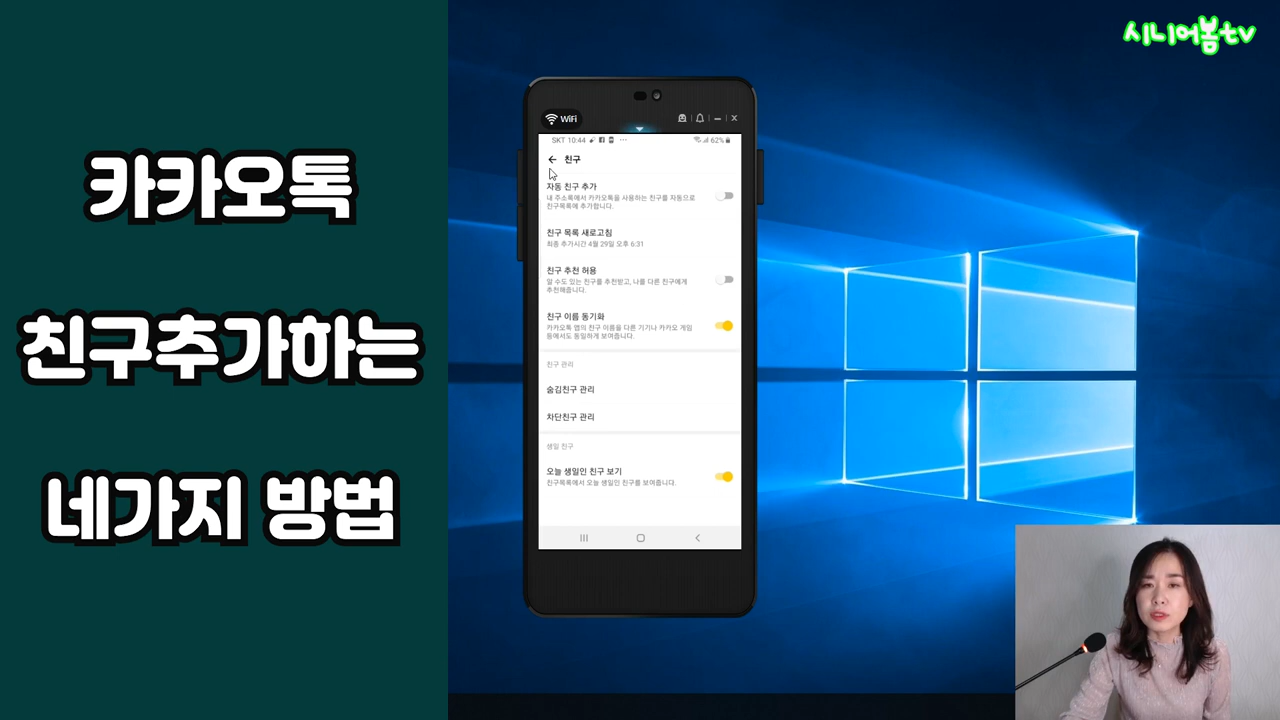 카카오톡
친구추가하는
네가지 방법
시니어봄tv
WiFi
SKT 10:44
62%
친구
자동 친구 추가
내 주소록에서 카카오톡을 사용하는 친구를 자동으로
친구목록에 추가합니다.
친구 목록 새로고침
최종 추가시간 4월 29일 오후 6:31
친구 추천 허용
알 수도 있는 친구를 추천받고, 나를 다른 친구에게
추천해줍니다.
친구 이름 동기화
카카오톡 앱의 친구 이름을 다른 기기나 카카오 게임
등에서도 동일하게 보여줍니다.
친구 관리
숨김친구 관리
차단친구 관리
생일 친구
오늘 생일인 친구 보기
친구목록에서 오늘 생일인 친구를 보여줍니다.